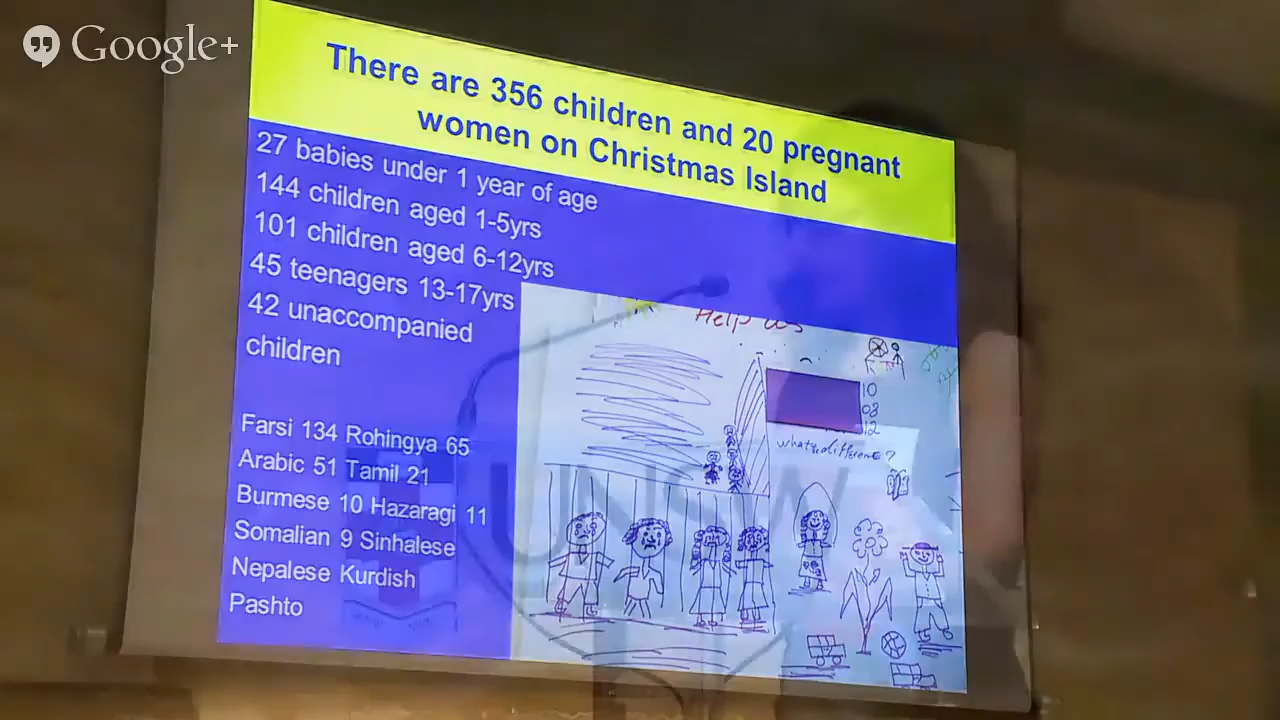 Google+
There are 356 children and 20 pregnant
women on Christmas Island
27 babies under 1 year of age
144 children aged 1-5yrs
101 children aged 6-12yrs
45 teenagers 13-17yrs
42 unaccompanied
children
Farsi 134 Rohingya 65
Arabic 51 Tamil 21
Burmese 10 Hazaragi 11
Somalian 9 Sinhalese
Nepalese Kurdish
Pashto
Help us
10
03
12
UNSW